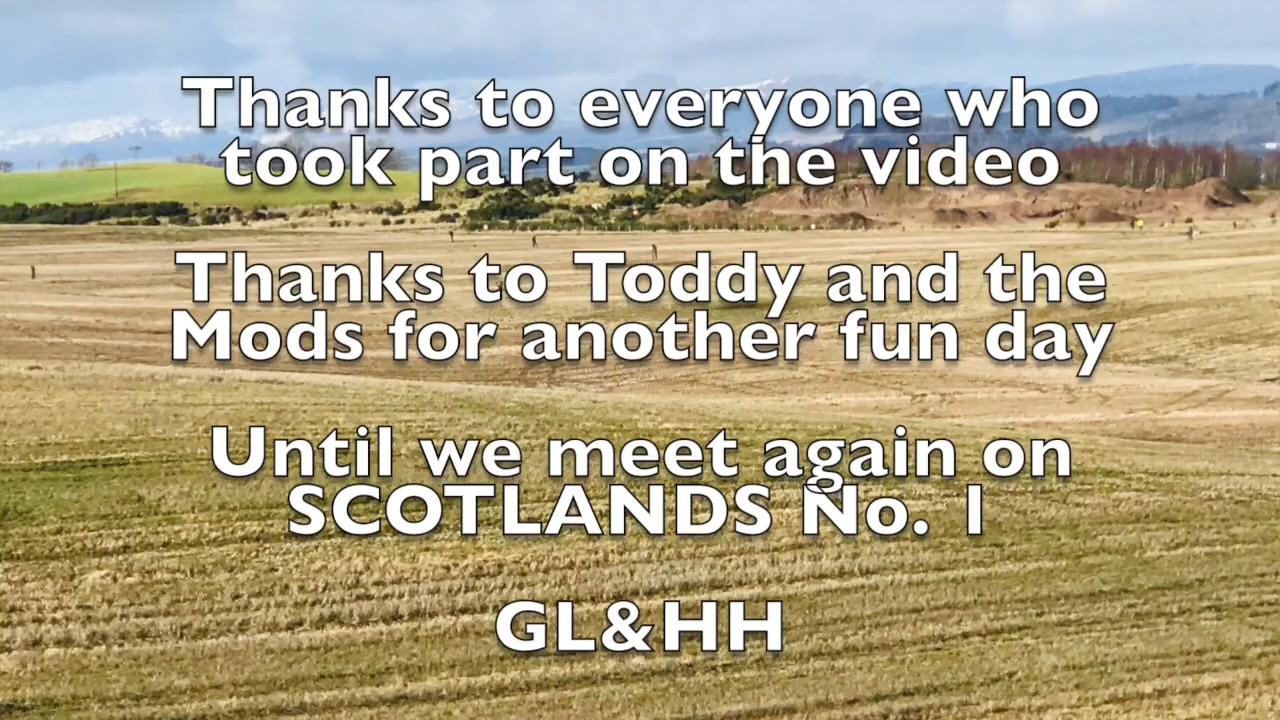 Thanks to everyone who
took part on the video
Thanks to Toddy and the
Mods for another fun day
Until we meet again on
SCOTLANDS No. 1
GL&HH